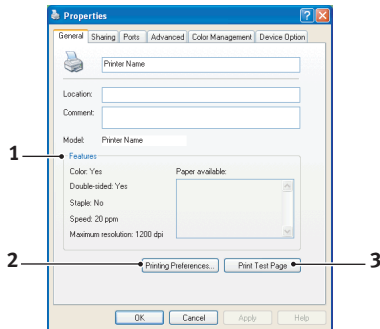 Properties
General Sharing Ports Advanced Color Management Device Option
Printer Name
Location:
Comment:
Model: Printer Name
1
Features
Color: Yes Paper available:
Double-sided: Yes
Staple: No
Speed: 20 ppm
Maximum resolution: 1200 dpi
2 Printing Preferences... Print Test Page 3
OK Cancel Apply Help